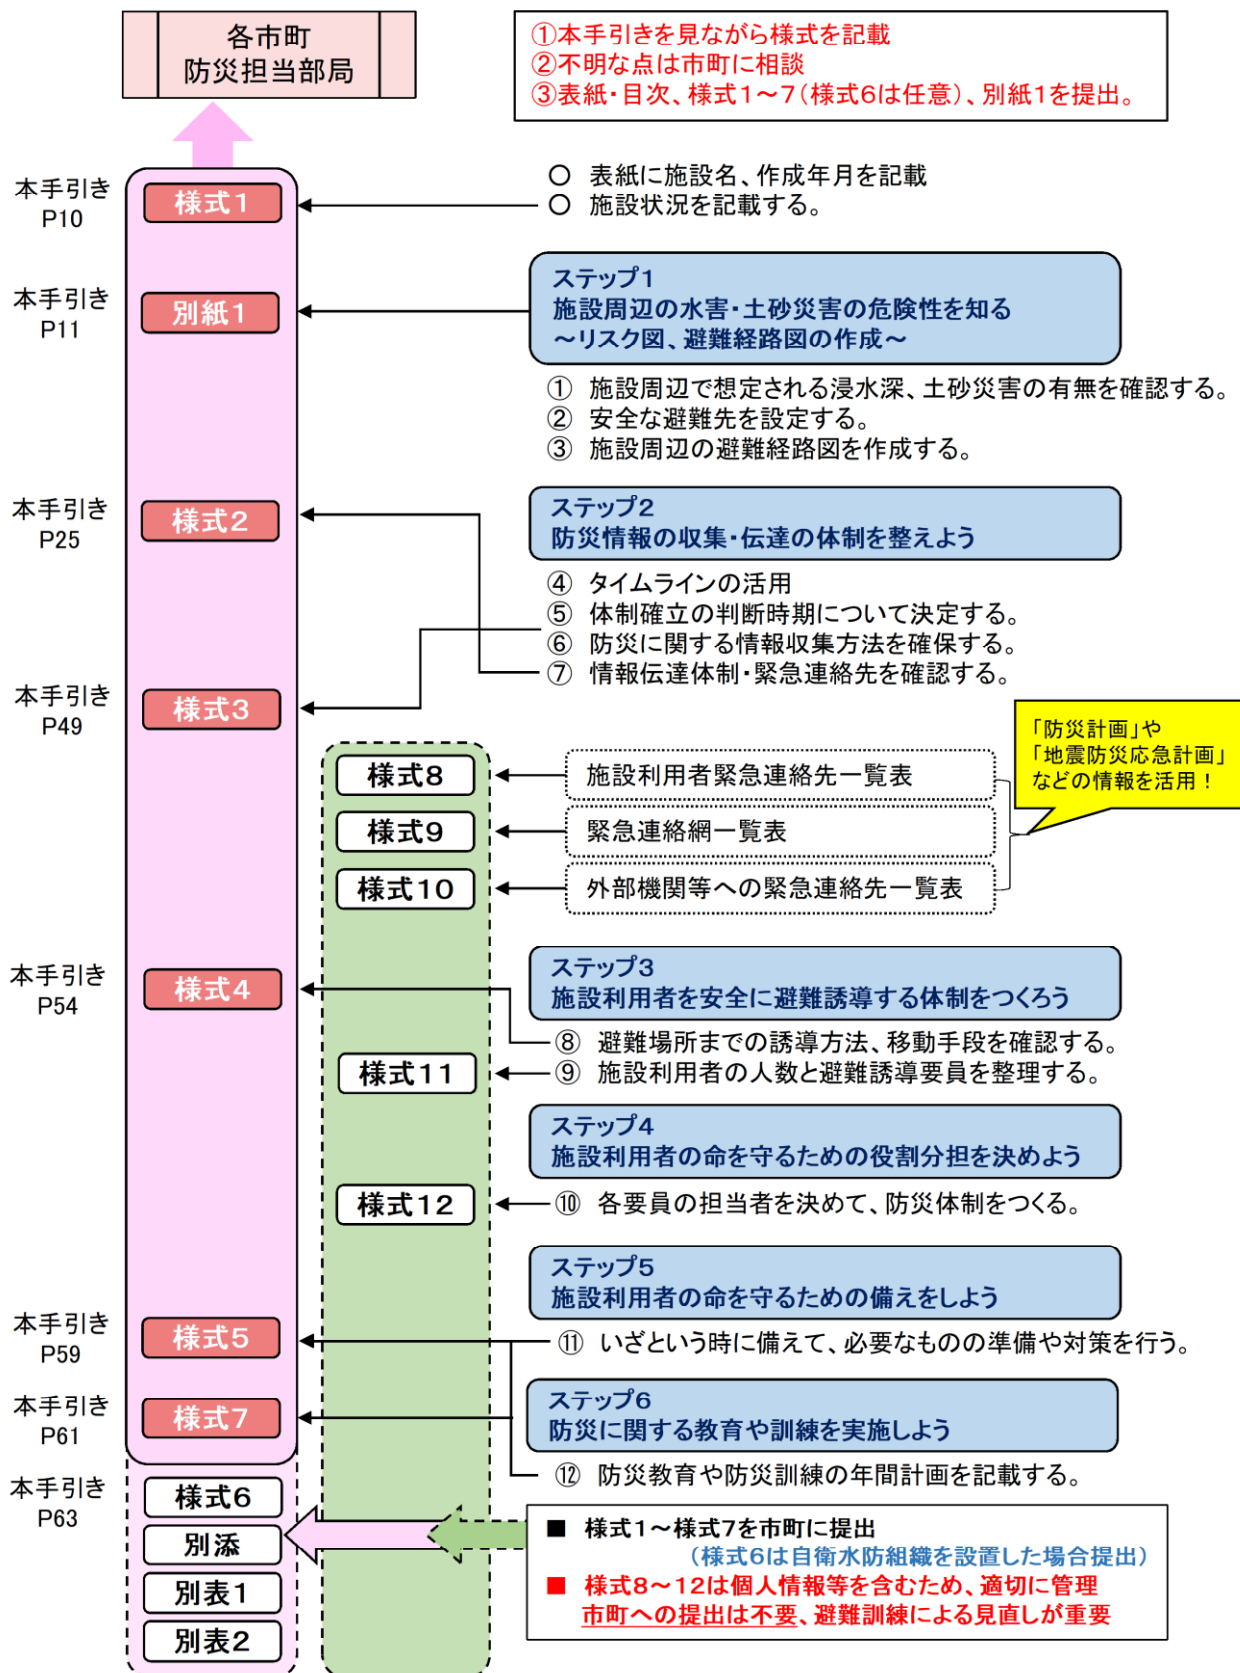 各市町
防災担当部局
①本手引きを見ながら様式を記載
②不明な点は市町に相談
③表紙・目次、様式1～7(様式6は任意)、別紙1を提出。
本手引き
P10
様式1
○ 表紙に施設名、作成年月を記載
○ 施設状況を記載する。
本手引き
P11
別紙1
ステップ1
施設周辺の水害・土砂災害の危険性を知る
～リスク図、避難経路図の作成～
① 施設周辺で想定される浸水深、土砂災害の有無を確認する。
② 安全な避難先を設定する。
③ 施設周辺の避難経路図を作成する。
本手引き
P25
様式2
ステップ2
防災情報の収集・伝達の体制を整えよう
④ タイムラインの活用
⑤ 体制確立の判断時期について決定する。
⑥ 防災に関する情報収集方法を確保する。
⑦ 情報伝達体制・緊急連絡先を確認する。
本手引き
P49
様式3
「防災計画」や
「地震防災応急計画」
などの情報を活用！
様式8
施設利用者緊急連絡先一覧表
様式9
緊急連絡網一覧表
様式10
外部機関等への緊急連絡先一覧表
本手引き
P54
様式4
ステップ3
施設利用者を安全に避難誘導する体制をつくろう
⑧ 避難場所までの誘導方法、移動手段を確認する。
様式11
⑨ 施設利用者の人数と避難誘導要員を整理する。
ステップ4
施設利用者の命を守るための役割分担を決めよう
様式12
⑩ 各要員の担当者を決めて、防災体制をつくる。
ステップ5
施設利用者の命を守るための備えをしよう
本手引き
P59
様式5
⑪ いざという時に備えて、必要なものの準備や対策を行う。
本手引き
P61
様式7
ステップ6
防災に関する教育や訓練を実施しよう
⑫ 防災教育や防災訓練の年間計画を記載する。
本手引き
P63
様式6
別添
別表1
別表2
■ 様式1～様式7を市町に提出
(様式6は自衛水防組織を設置した場合提出)
■ 様式8～12は個人情報等を含むため、適切に管理
市町への提出は不要、避難訓練による見直しが重要